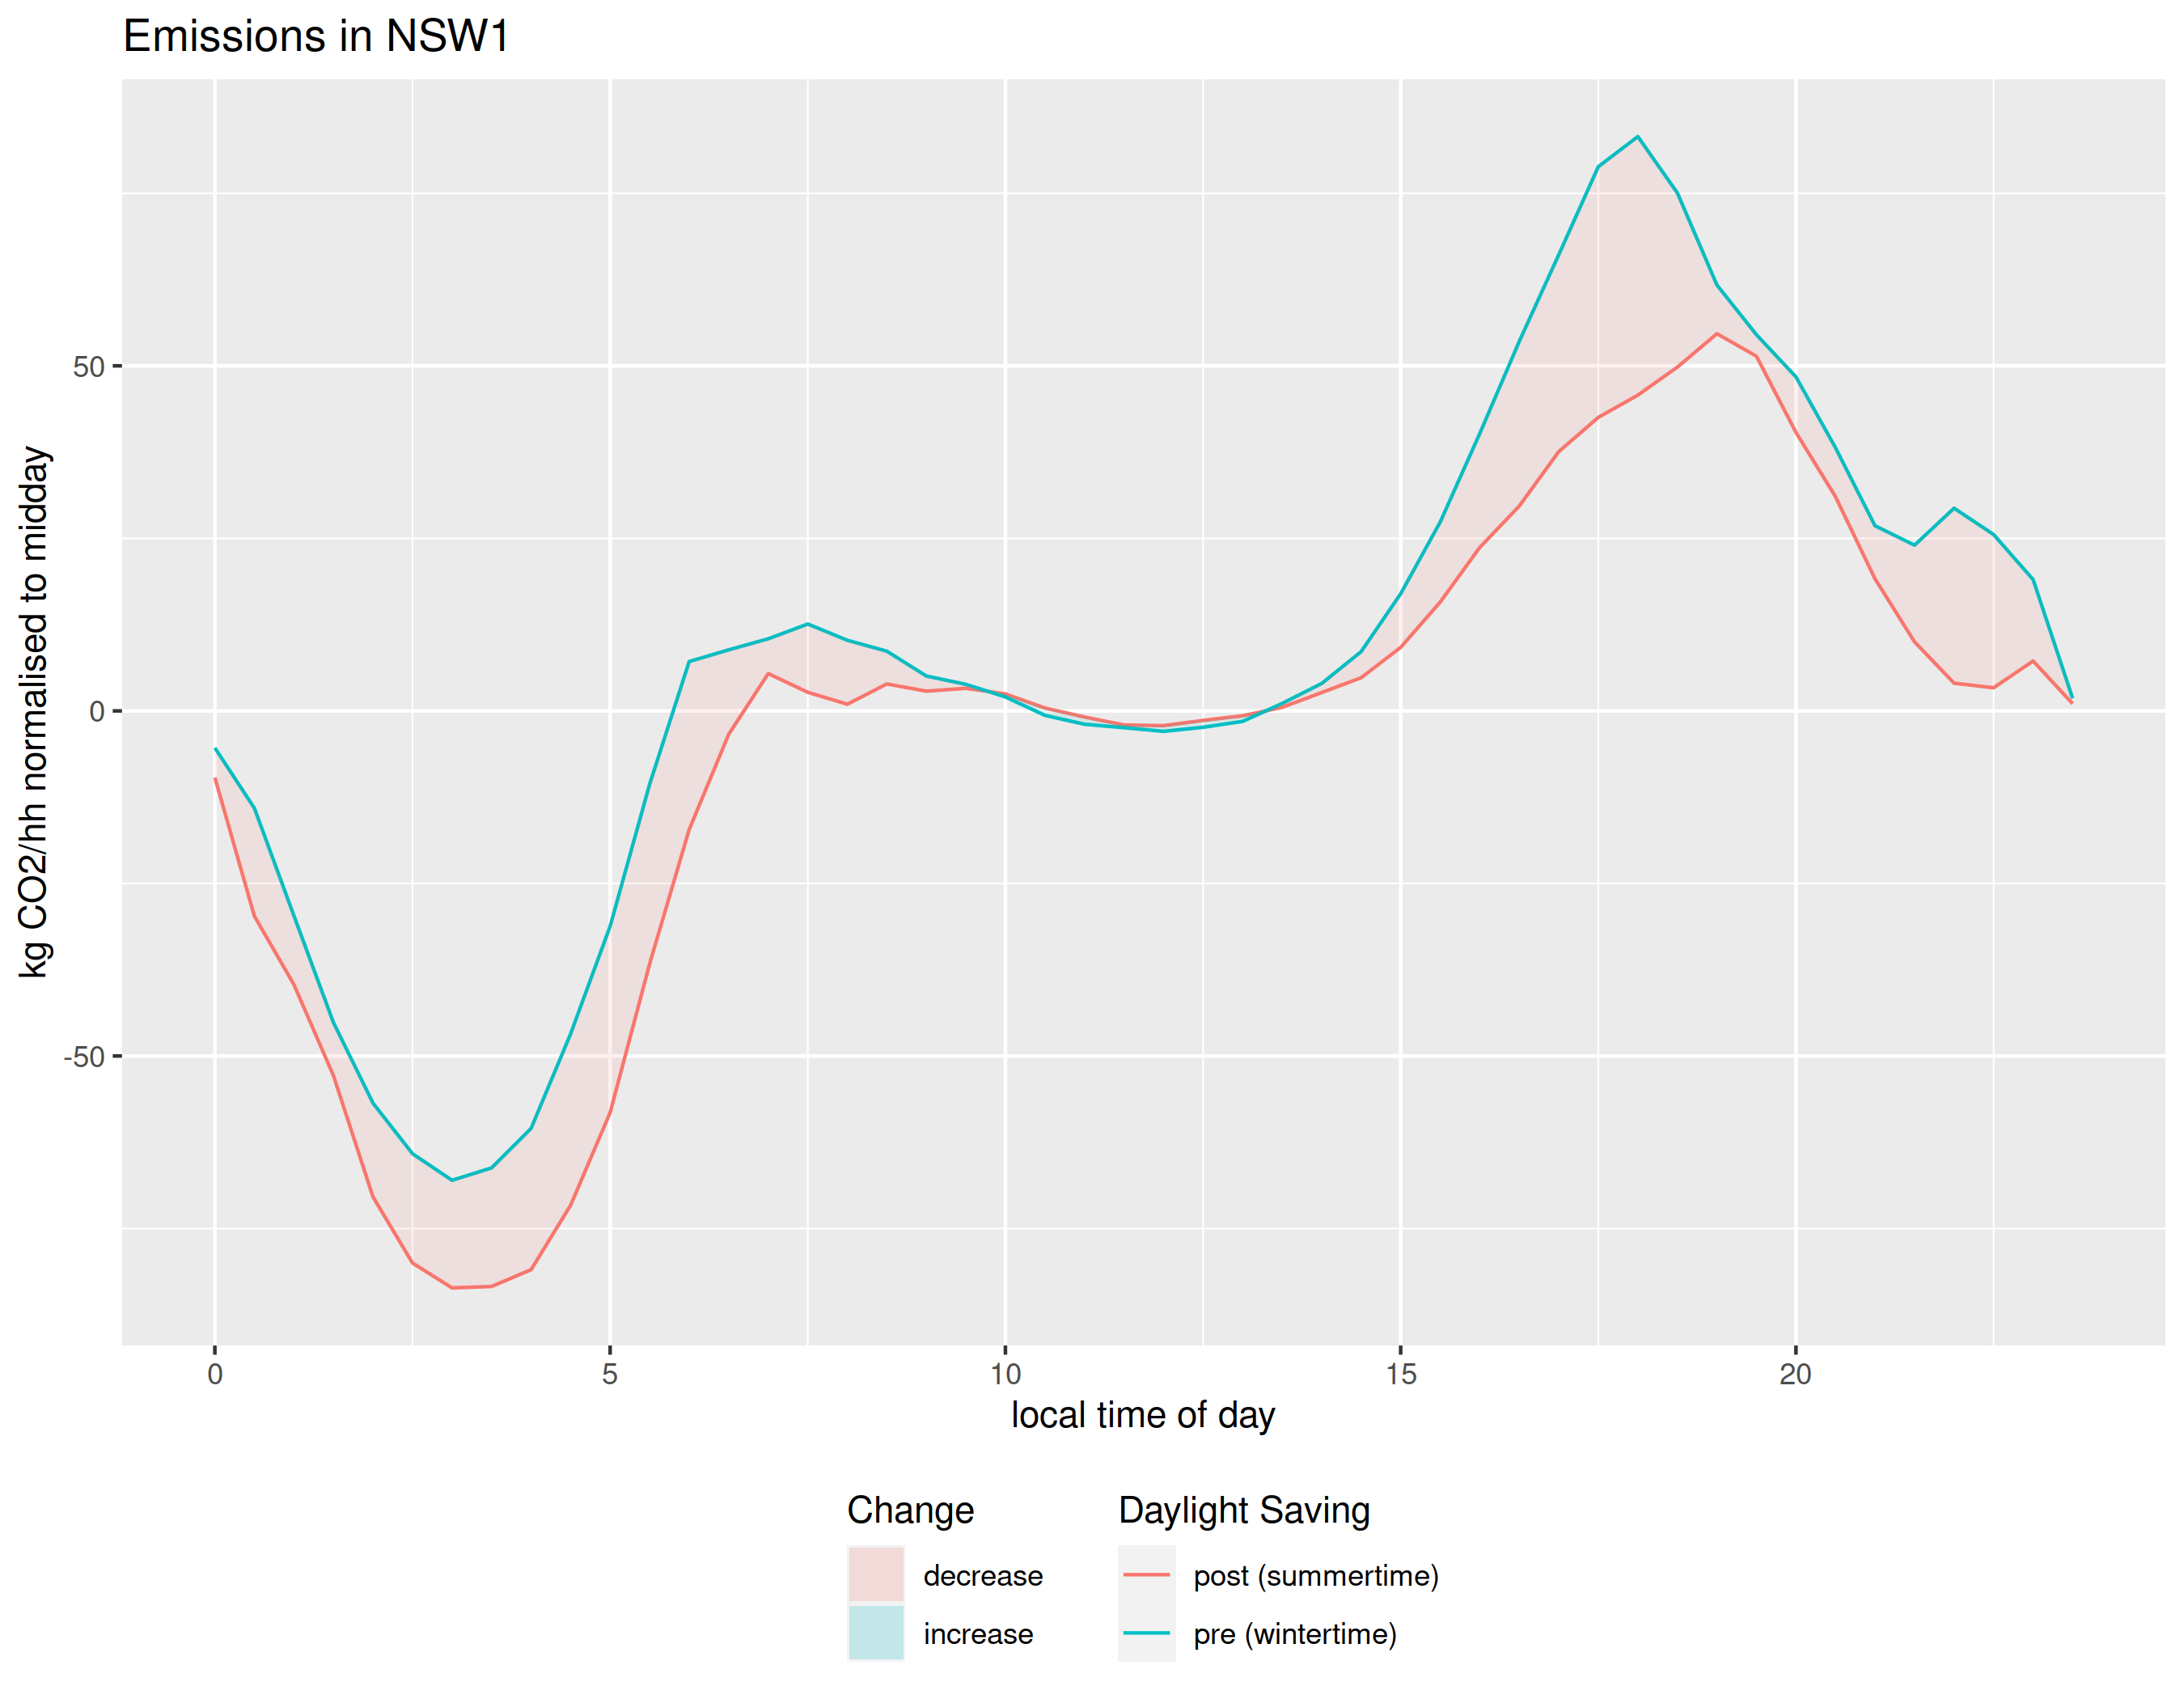 Emissions in NSW1
kg CO2/hh normalised to midday
50
0
-50
0
5
10
15
20
local time of day
Change
decrease
increase
Daylight Saving
post (summertime)
pre (wintertime)